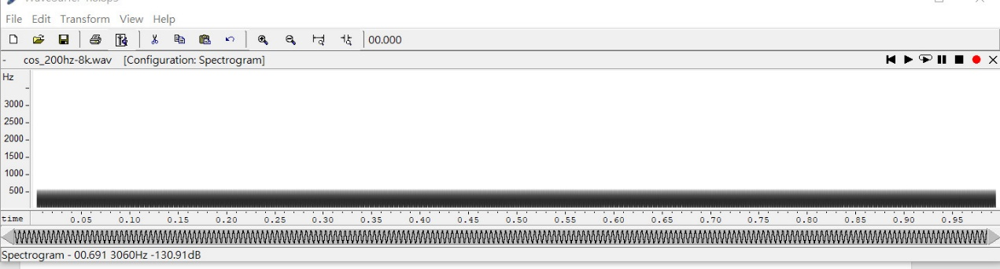 File Edit Transform View Help
00.000
- cos_200hz-8k.wav [Configuration: Spectrogram]
Hz
3000
2500
2000
1500
1000
500
time 0.05 0.10 0.15 0.20 0.25 0.30 0.35 0.40 0.45 0.50 0.55 0.60 0.65 0.70 0.75 0.80 0.85 0.90 0.95
Spectrogram - 00.691 3060Hz -130.91dB